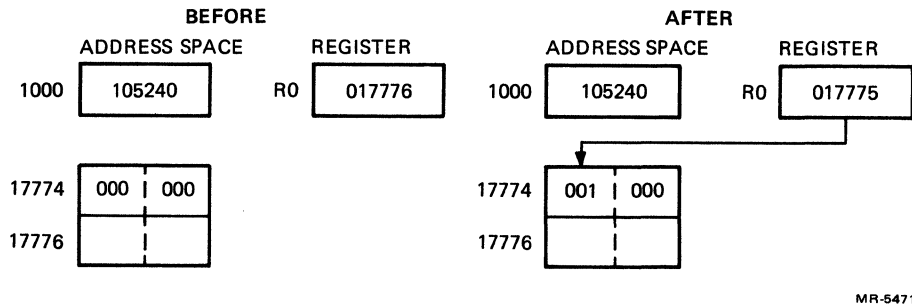 BEFORE
AFTER
ADDRESS SPACE REGISTER ADDRESS SPACE REGISTER
1000 105240 R0 017776 1000 105240 R0 017775
17774 000 000 17774 001 000
17776 17776
MR-5471